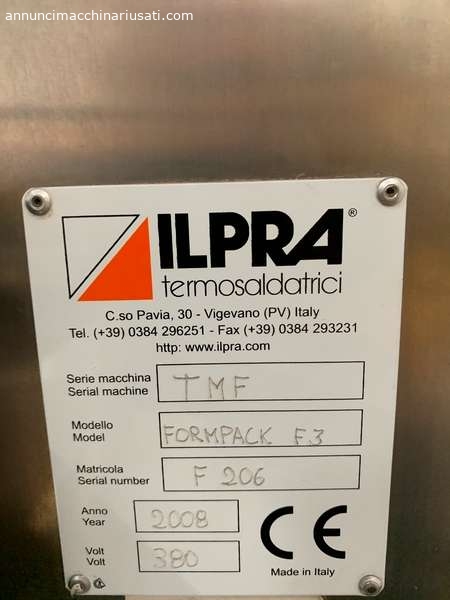 annuncimacchinariusati.com
ILPRA®
termosaldatrici
C.so Pavia, 30 - Vigevano (PV) Italy
Tel. (+39) 0384 296251 - Fax (+39) 0384 293231
http: www.ilpra.com
Serie macchina
Serial machine
TMF
Modello
Model
FORMPACK F3
Matricola
Serial number
F 206
Anno
Year
2008
Volt
Volt
380
CE
Made in Italy